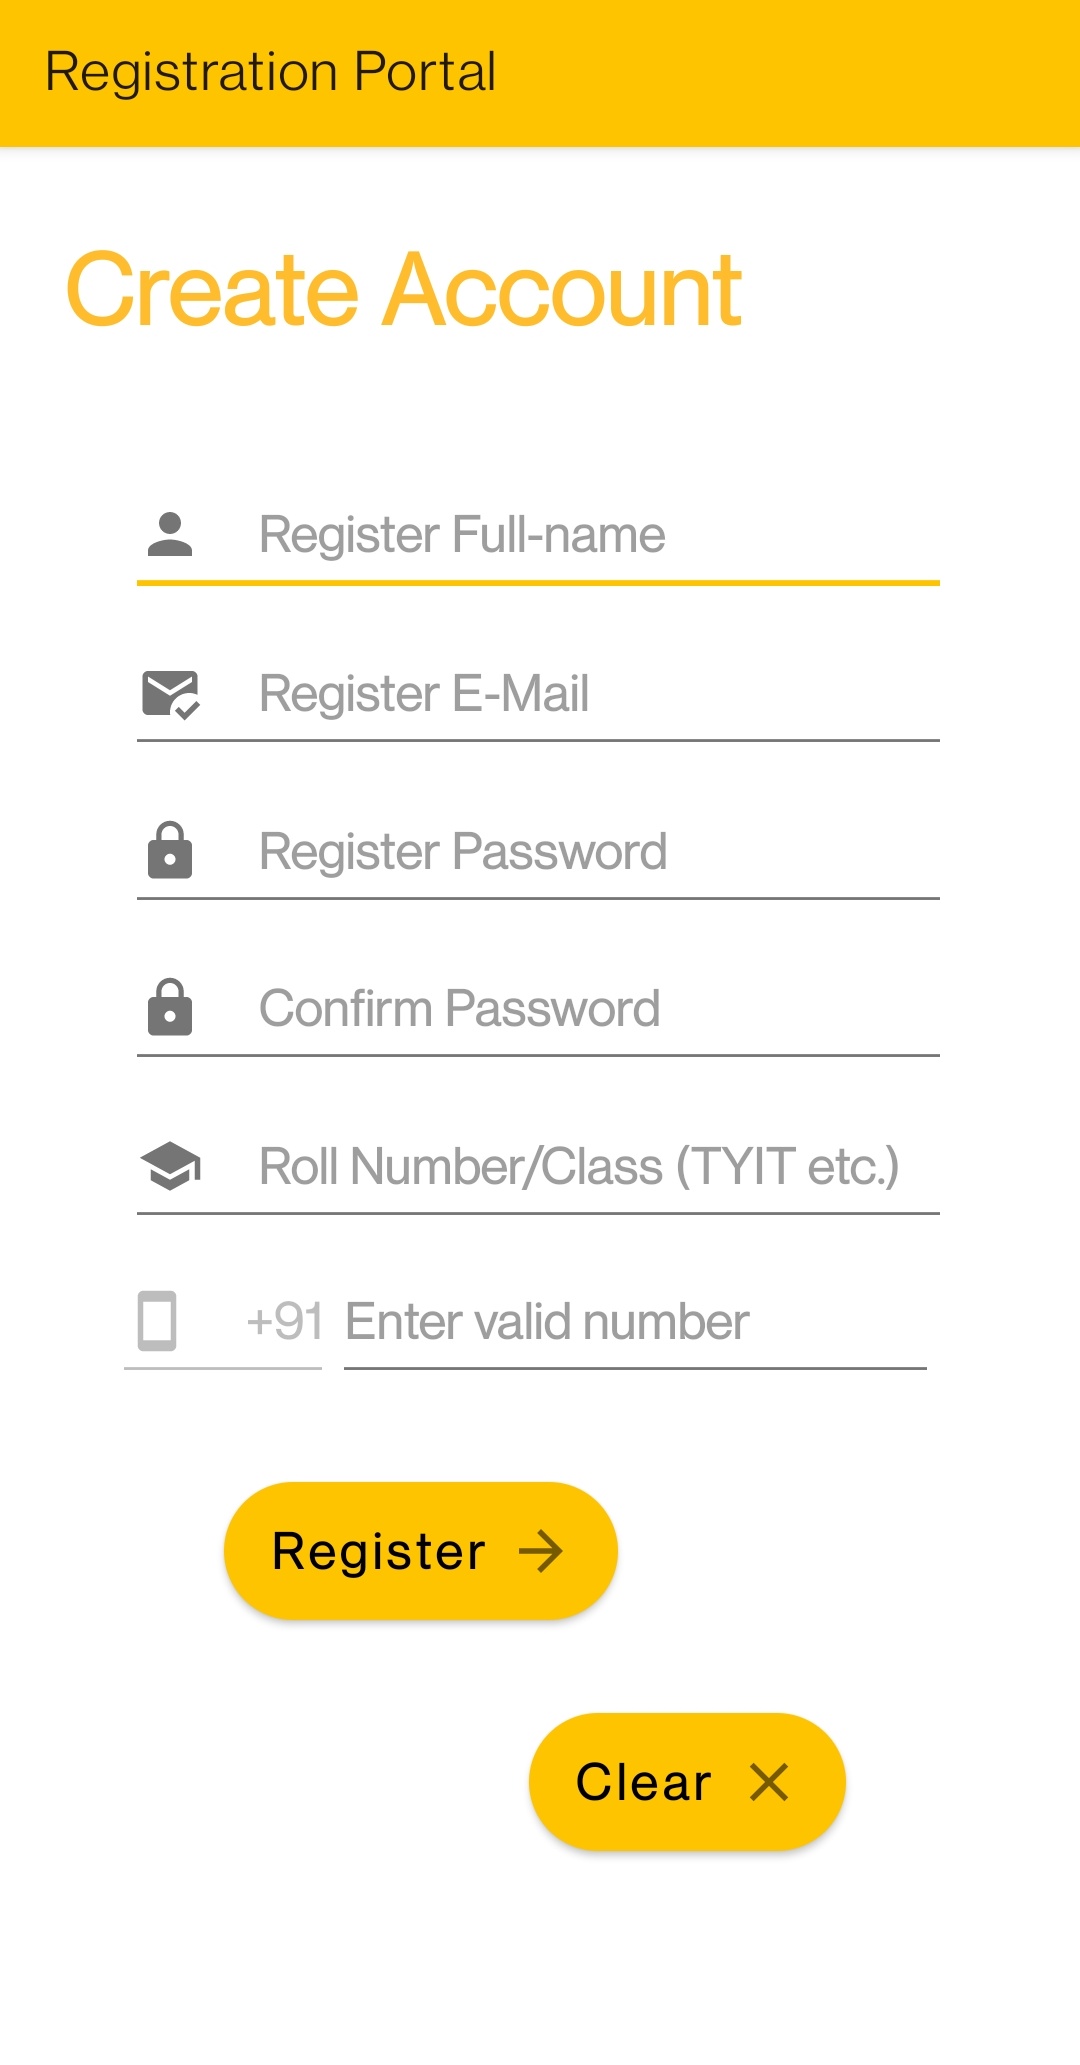 Registration Portal
Create Account
Register Full-name
Register E-Mail
Register Password
Confirm Password
Roll Number/Class (TYIT etc.)
+91 Enter valid number
Register
Clear